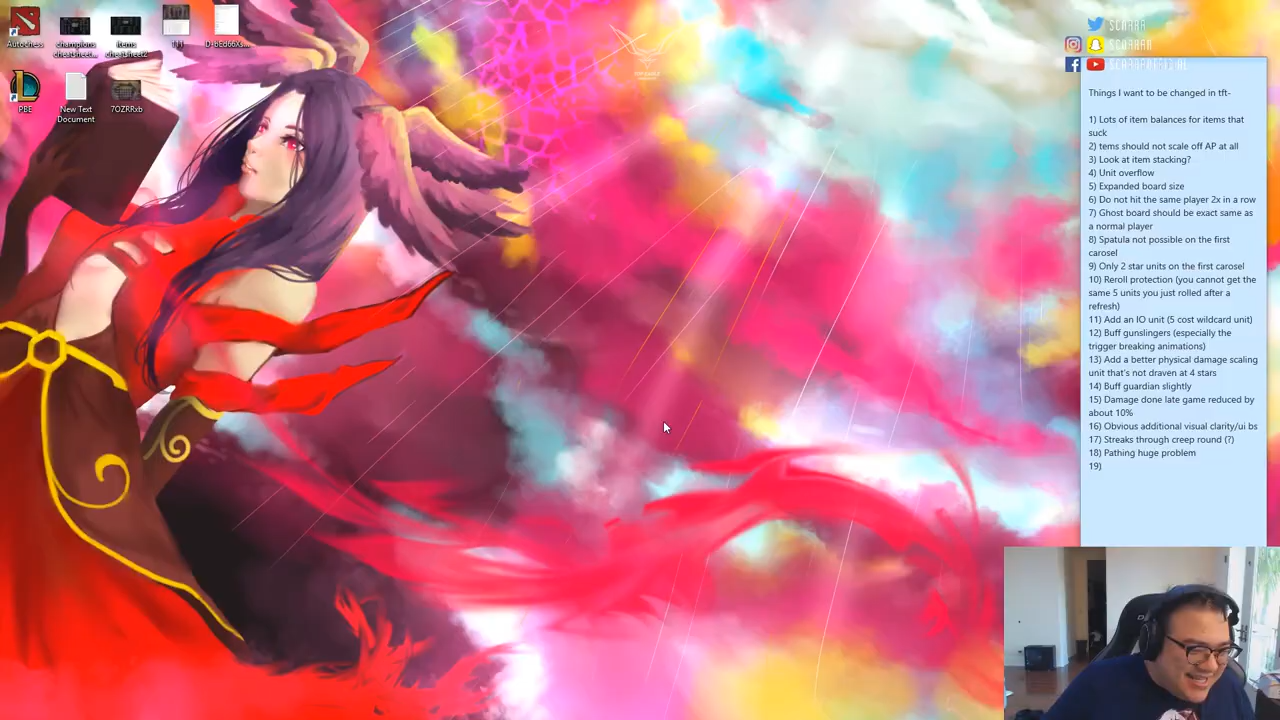 Autochess
champions
cheatsheet...
items
cheatsheet2
T11
PBE
New Text
Document
7OZRRxb
SCARRA
SCARRA
Things I want to be changed in tft-
1) Lots of item balances for items that
suck
2) tems should not scale off AP at all
3) Look at item stacking?
4) Unit overflow
5) Expanded board size
6) Do not hit the same player 2x in a row
7) Ghost board should be exact same as
a normal player
8) Spatula not possible on the first
carosel
9) Only 2 star units on the first carosel
10) Reroll protection (you cannot get the
same 5 units you just rolled after a
refresh)
11) Add an IO unit (5 cost wildcard unit)
12) Buff gunslingers (especially the
trigger breaking animations)
13) Add a better physical damage scaling
unit that's not draven at 4 stars
14) Buff guardian slightly
15) Damage done late game reduced by
about 10%
16) Obvious additional visual clarity/ui bs
17) Streaks through creep round (?)
18) Pathing huge problem
19)